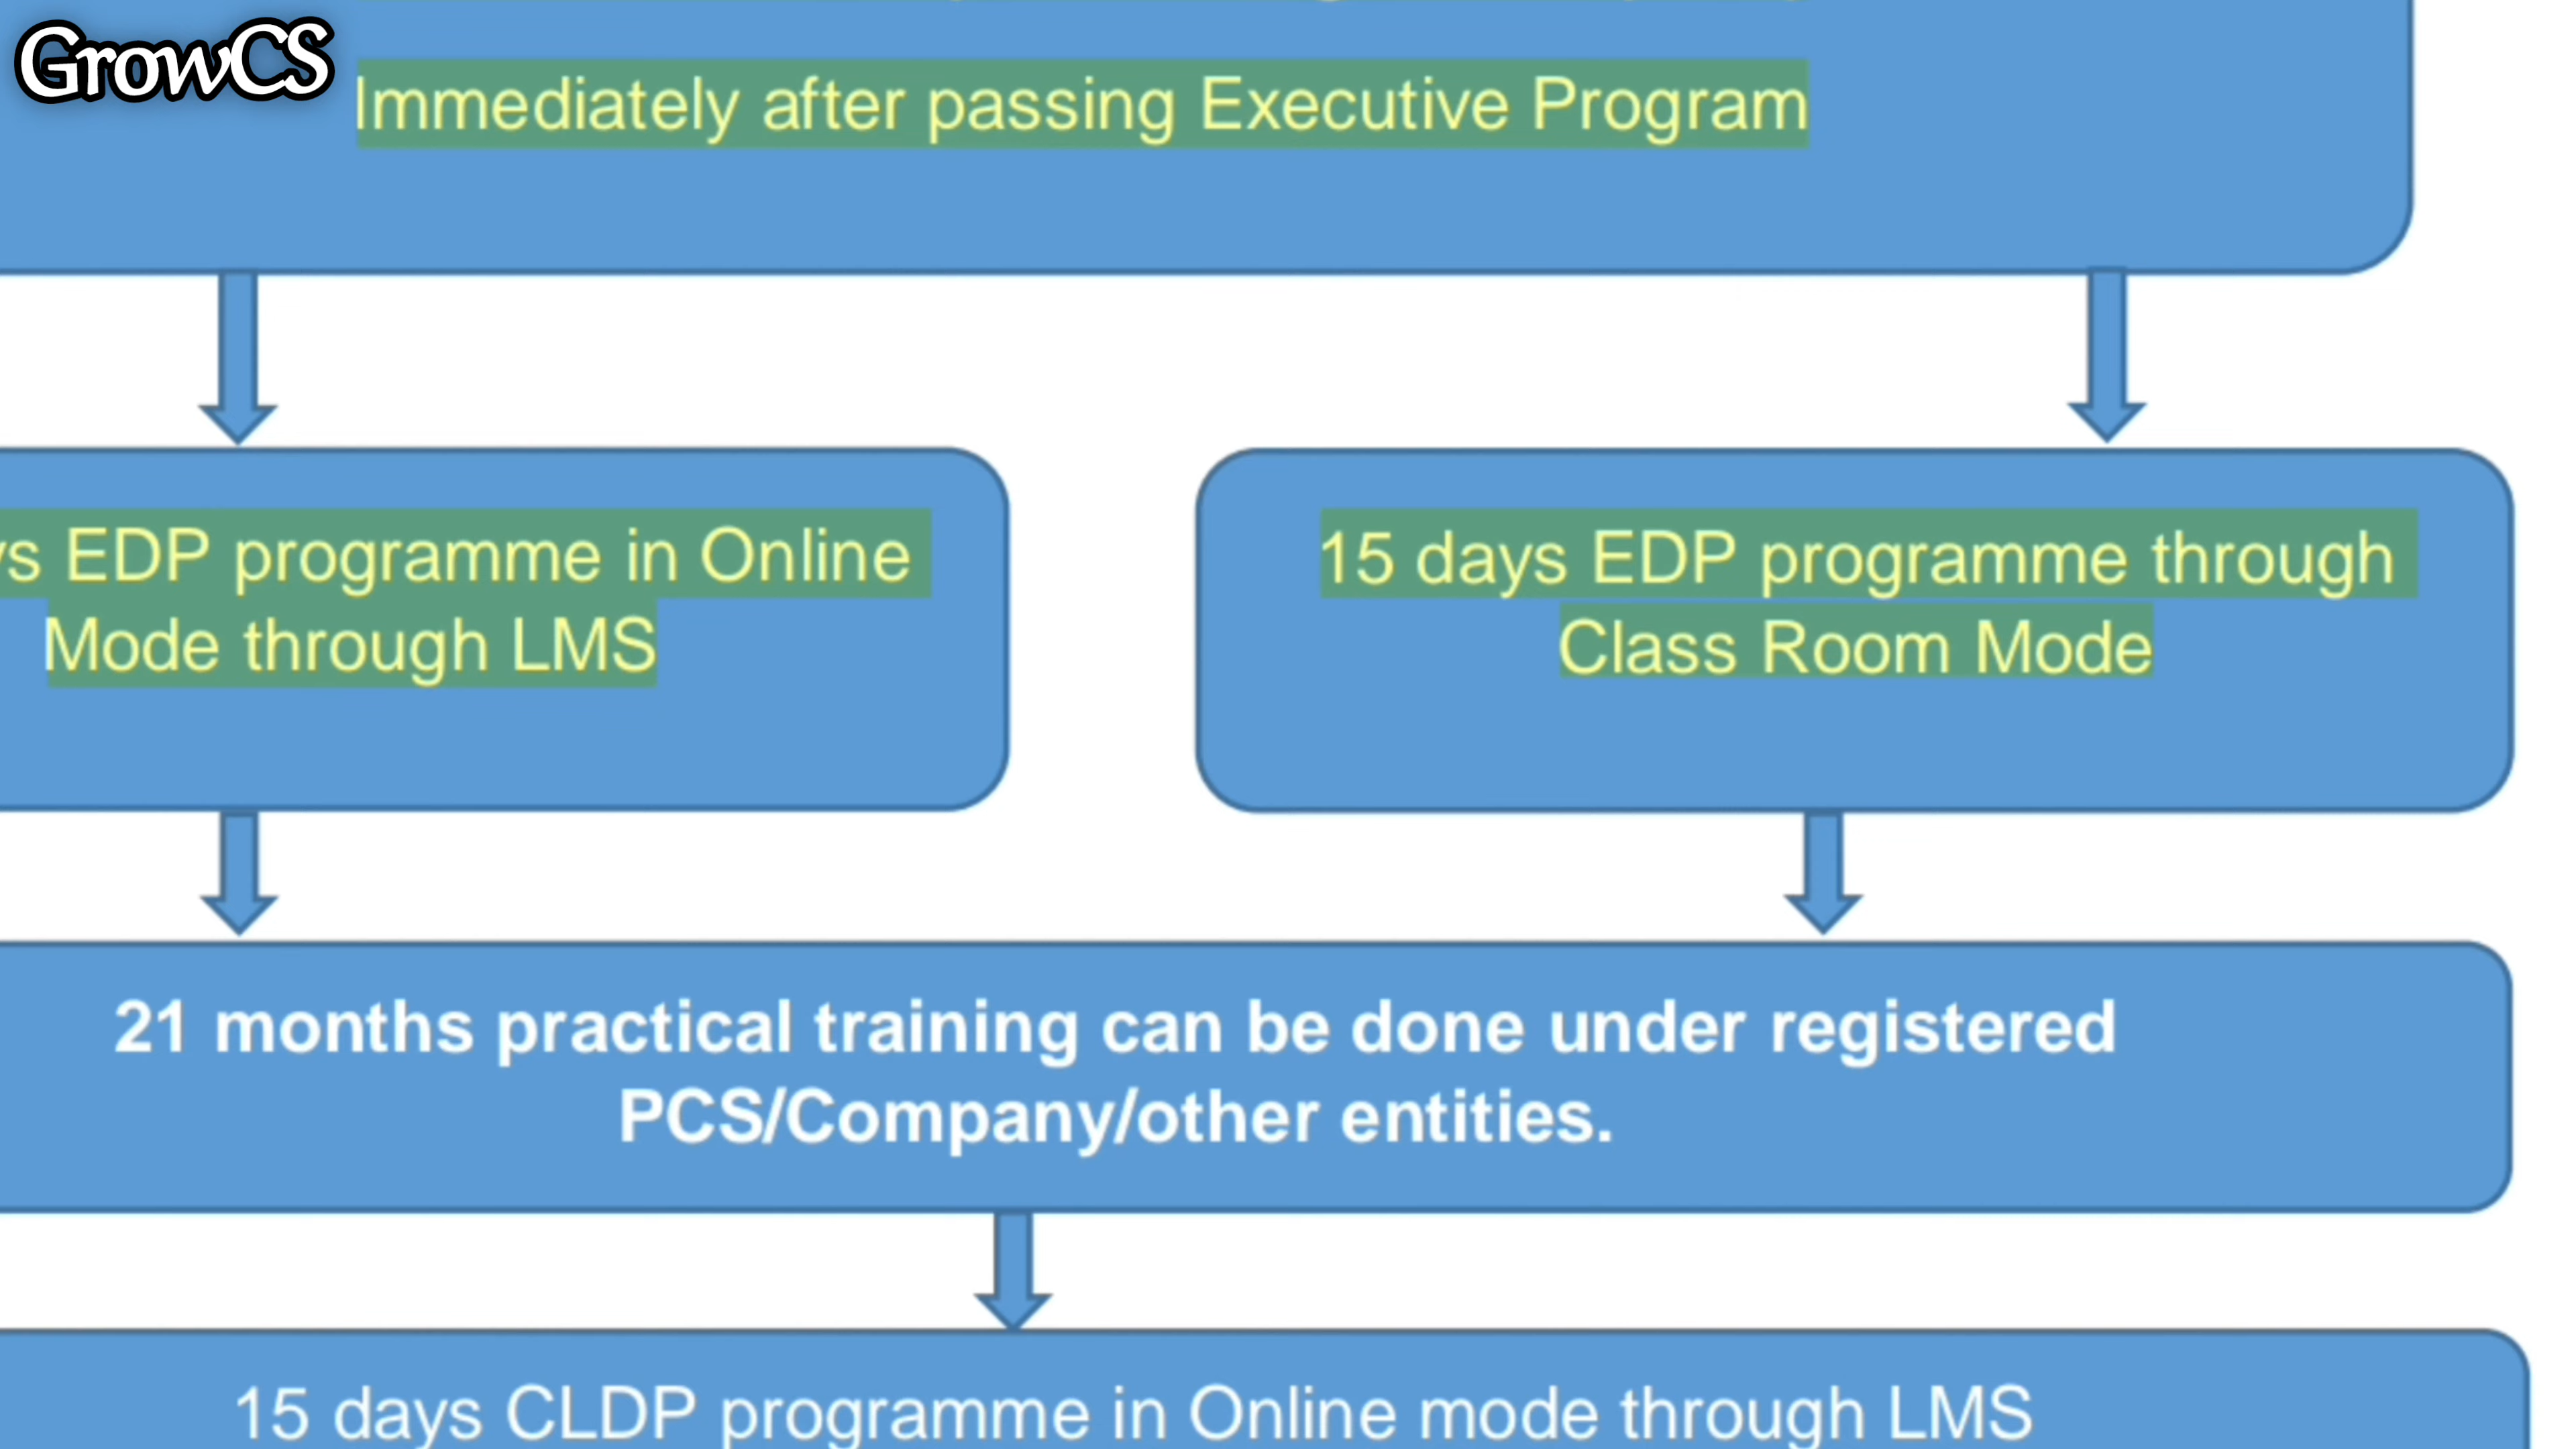 GrowCS
Immediately after passing Executive Program
EDP programme in Online
Mode through LMS
15 days EDP programme through
Class Room Mode
21 months practical training can be done under registered
PCS/Company/other entities.
15 days CLDP programme in Online mode through LMS